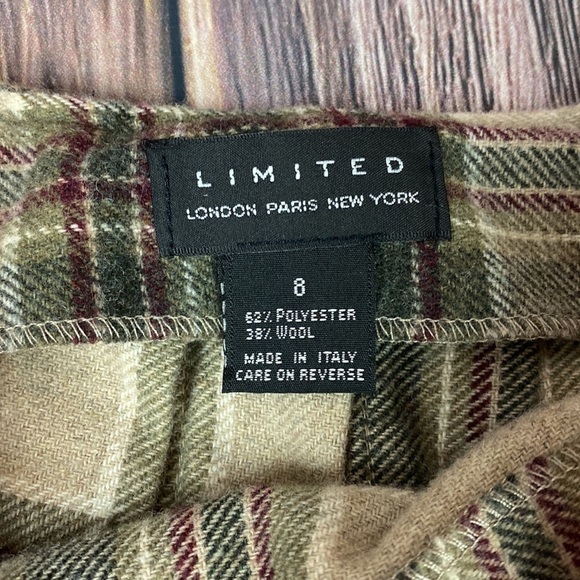 LIMITED
LONDON PARIS NEW YORK
8
62% POLYESTER
38% WOOL
MADE IN ITALY
CARE ON REVERSE